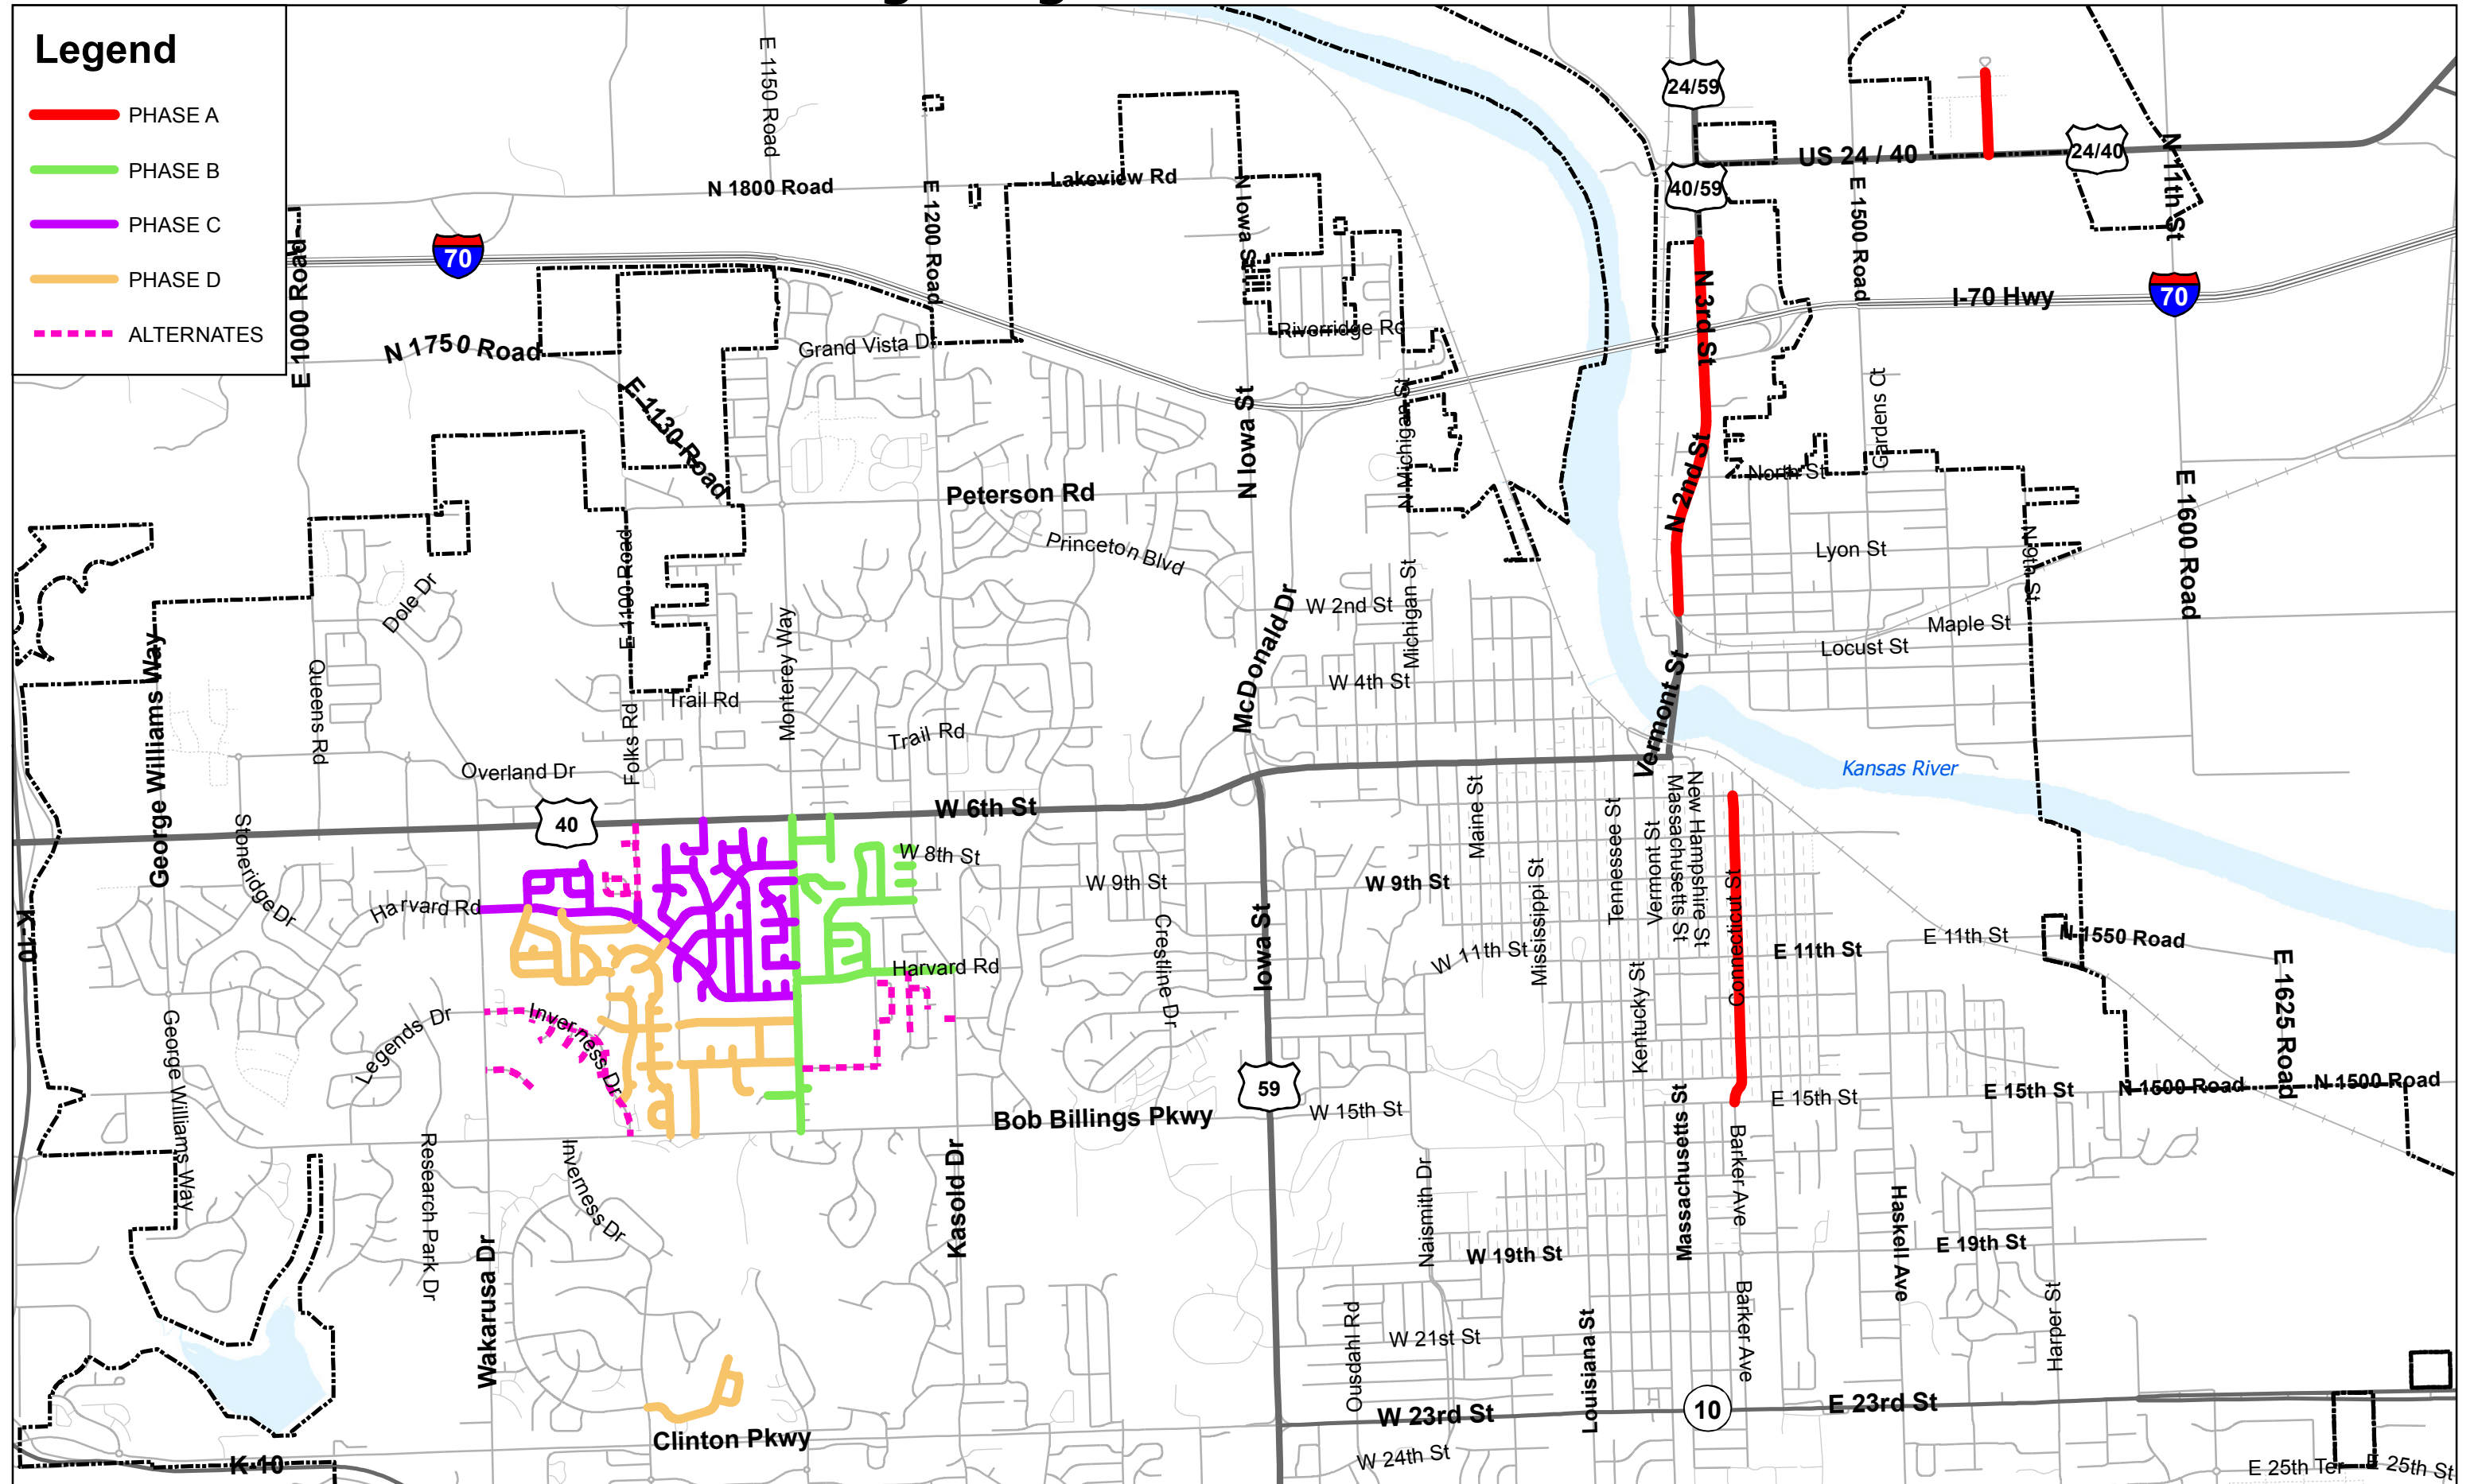 Legend
PHASE A
PHASE B
PHASE C
PHASE D
ALTERNATES
E 1150 Road
24/59
US 24 / 40
24/40
N 11th St
N 1800 Road
Lakeview Rd
E 1200 Road
N Iowa St
40/59
E 1500 Road
70
E 1000 Road
N 1750 Road
Grand Vista Dr
Riverridge Rd
N 3rd St
I-70 Hwy
70
E 1130 Road
N Iowa St
N Michigan St
Gardens Ct
Peterson Rd
N 2nd St
North St
E 1600 Road
Princeton Blvd
Lyon St
N 9th St
Dole Dr
E 1100 Road
W 2nd St
Michigan St
Maple St
Locust St
George Williams Way
Queens Rd
Monterey Way
McDonald Dr
W 4th St
Vermont St
Trail Rd
Trail Rd
Folks Rd
Overland Dr
Kansas River
40
W 6th St
Maine St
Tennessee St
Massachusetts St
New Hampshire St
Vermont St
Stoneridge Dr
W 8th St
W 9th St
W 9th St
Mississippi St
Connecticut St
Harvard Rd
K-10
Crestline Dr
Iowa St
W 11th St
E 11th St
E 11th St
N 1550 Road
Harvard Rd
Kentucky St
E 1625 Road
Legends Dr
Inverness Dr
George Williams Way
59
Bob Billings Pkwy
W 15th St
E 15th St
E 15th St
N 1500 Road
N 1500 Road
Research Park Dr
Inverness Dr
Kasold Dr
Naismith Dr
Massachusetts St
Barker Ave
Haskell Ave
W 19th St
E 19th St
Wakarusa Dr
Ousdahl Rd
W 21st St
Louisiana St
Barker Ave
Harper St
10
W 23rd St
E 23rd St
Clinton Pkwy
K-10
W 24th St
E 25th Ter
E 25th St